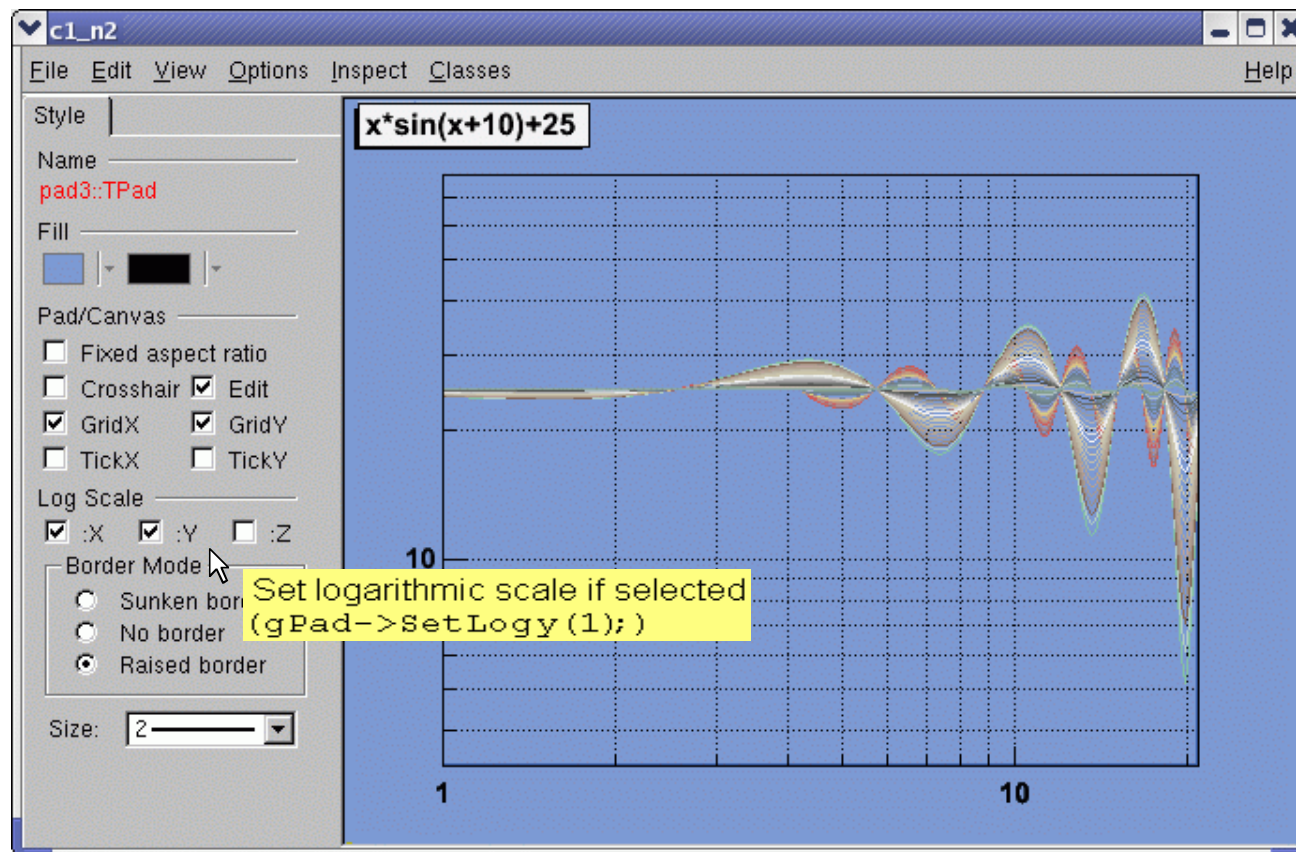 c1_n2
File Edit View Options Inspect Classes Help
Style
Name
pad3::TPad
Fill
Pad/Canvas
Fixed aspect ratio
Crosshair Edit
GridX GridY
TickX TickY
Log Scale
:X :Y :Z
Border Mode
Sunken bor
No border
Raised border
Size: 2
Set logarithmic scale if selected
(gPad->SetLogy(1);)
x*sin(x+10)+25
10
1 10